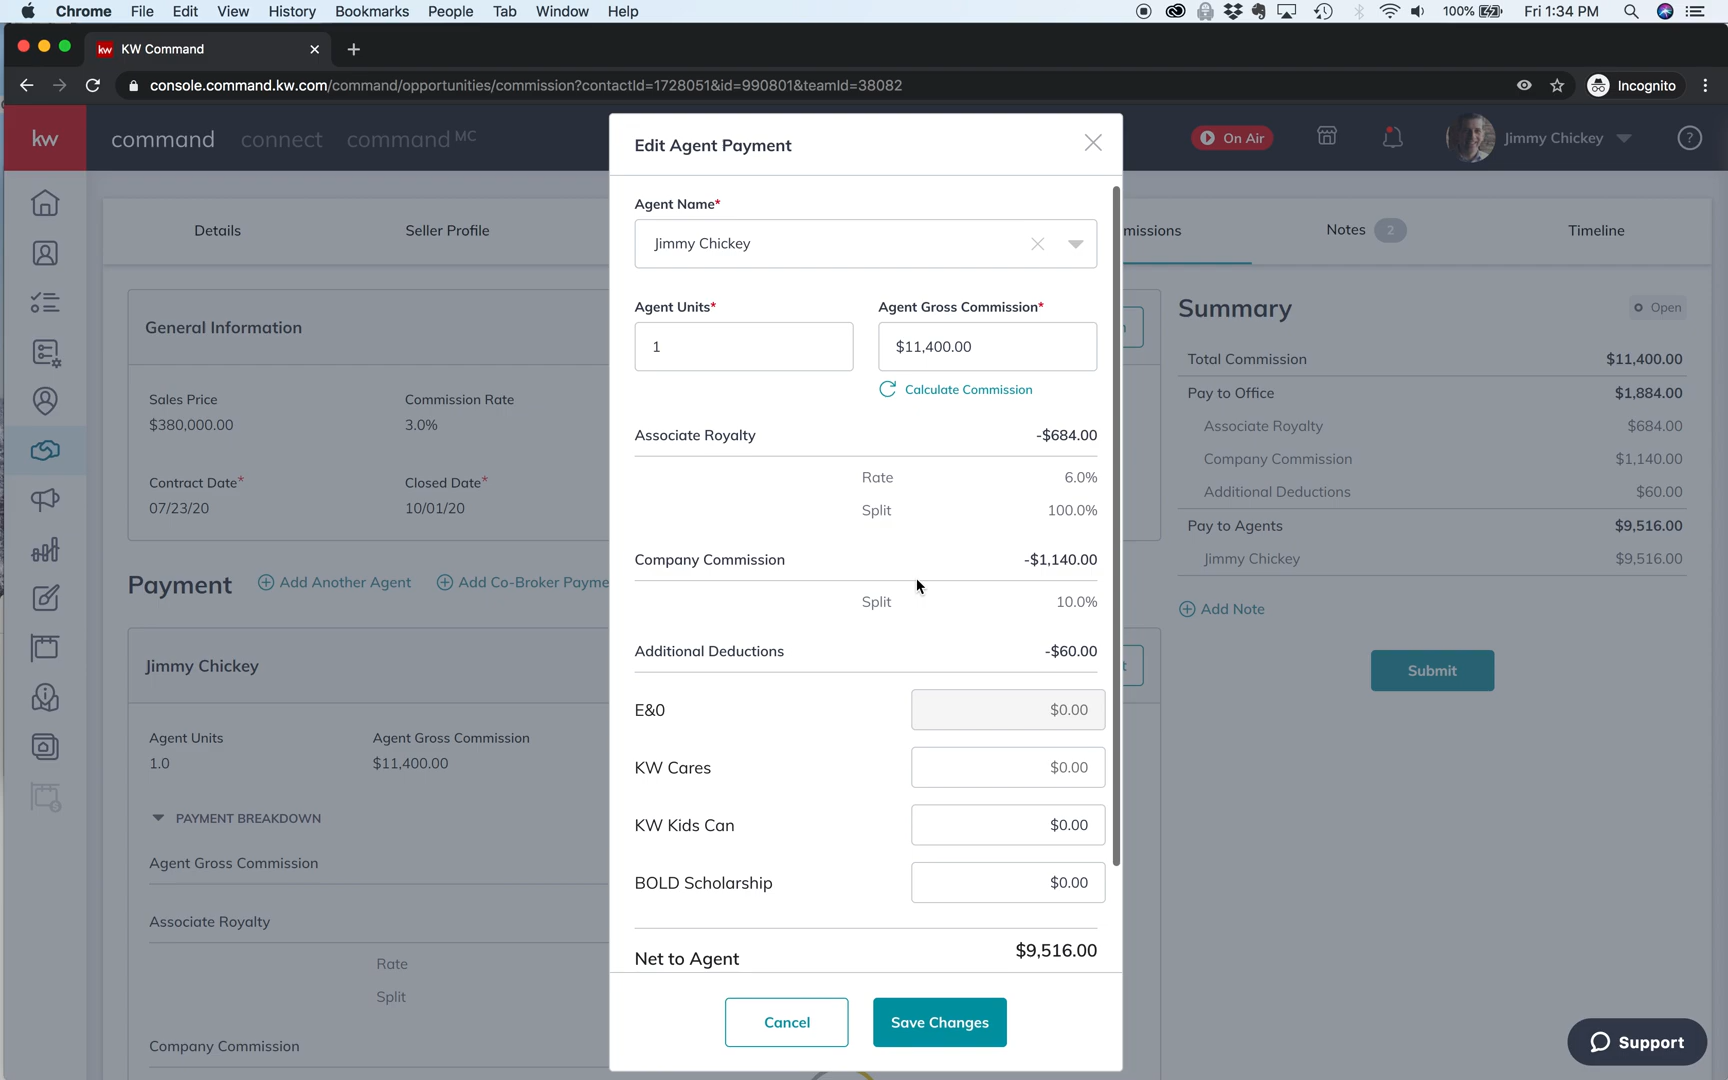 Chrome File Edit View History Bookmarks People Tab Window Help 100% Fri 1:34 PM
kw KW Command
console.command.kw.com/command/opportunities/commission?contactId=1728051&id=990801&teamId=38082 Incognito
kw command connect command MC On Air Jimmy Chickey
Details Seller Profile missions Notes 2 Timeline
General Information
Sales Price Commission Rate
$380,000.00 3.0%
Contract Date* Closed Date*
07/23/20 10/01/20
Payment Add Another Agent Add Co-Broker Payme
Jimmy Chickey
Agent Units Agent Gross Commission
1.0 $11,400.00
PAYMENT BREAKDOWN
Agent Gross Commission
Associate Royalty
Rate
Split
Company Commission
Edit Agent Payment
Agent Name*
Jimmy Chickey
Agent Units* Agent Gross Commission*
1 $11,400.00
Calculate Commission
Associate Royalty -$684.00
Rate 6.0%
Split 100.0%
Company Commission -$1,140.00
Split 10.0%
Additional Deductions -$60.00
E&0 $0.00
KW Cares $0.00
KW Kids Can $0.00
BOLD Scholarship $0.00
Net to Agent $9,516.00
Cancel Save Changes
Summary Open
Total Commission $11,400.00
Pay to Office $1,884.00
Associate Royalty $684.00
Company Commission $1,140.00
Additional Deductions $60.00
Pay to Agents $9,516.00
Jimmy Chickey $9,516.00
Add Note
Submit
Support